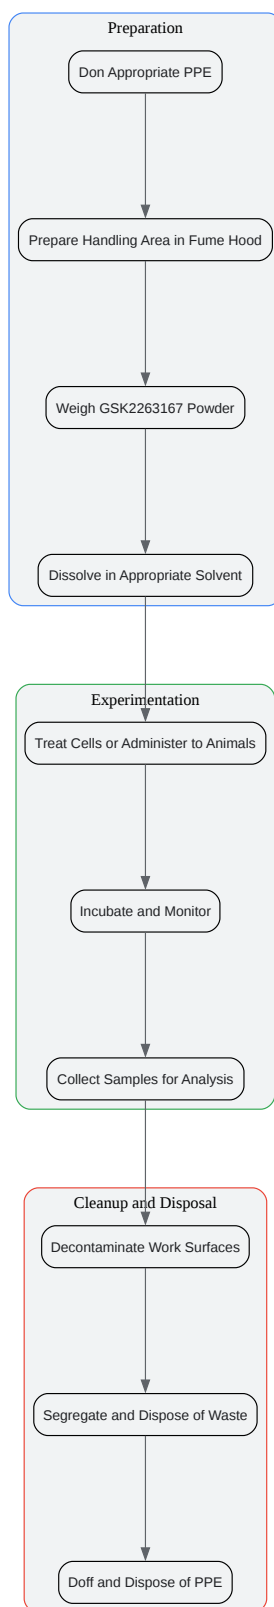 Preparation
Don Appropriate PPE
Prepare Handling Area in Fume Hood
Weigh GSK2263167 Powder
Dissolve in Appropriate Solvent
Experimentation
Treat Cells or Administer to Animals
Incubate and Monitor
Collect Samples for Analysis
Cleanup and Disposal
Decontaminate Work Surfaces
Segregate and Dispose of Waste
Doff and Dispose of PPE